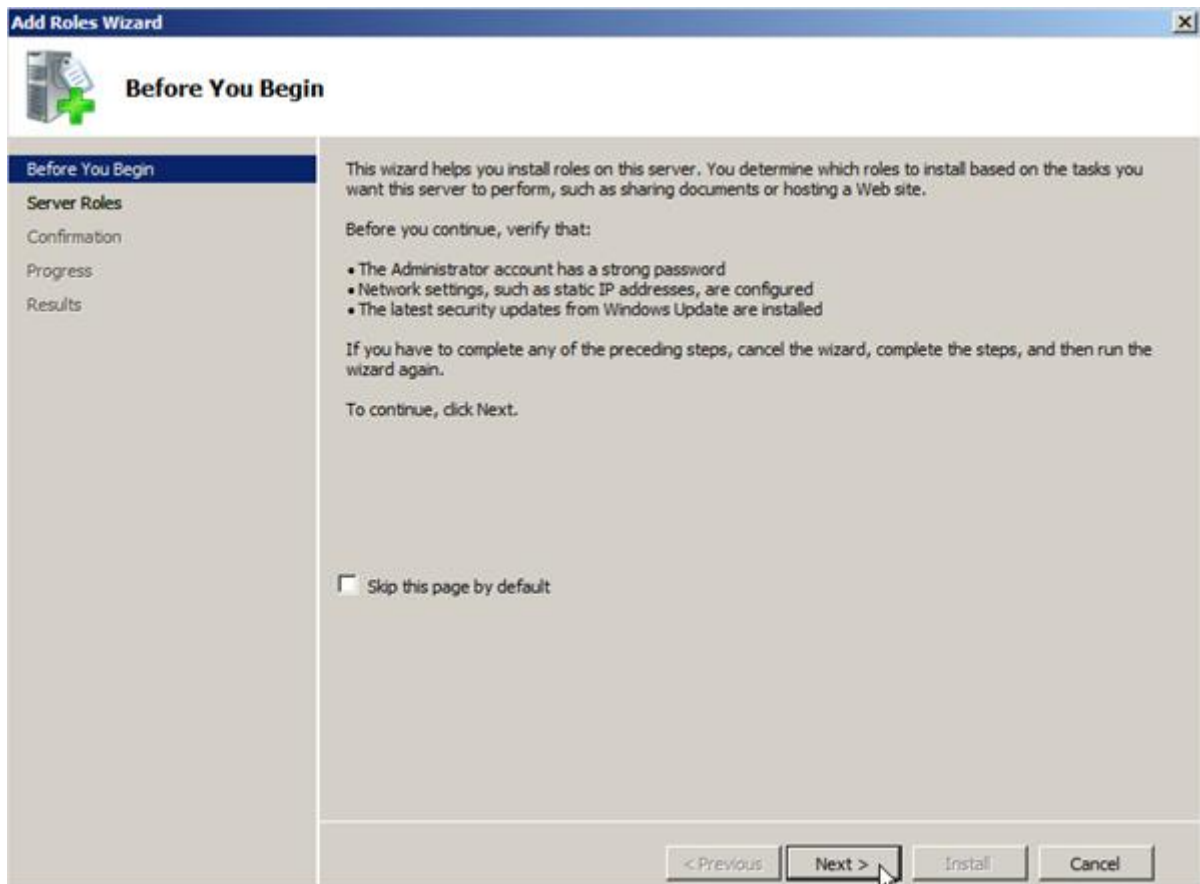 Add Roles Wizard
Before You Begin
Before You Begin
Server Roles
Confirmation
Progress
Results
This wizard helps you install roles on this server. You determine which roles to install based on the tasks you
want this server to perform, such as sharing documents or hosting a Web site.
Before you continue, verify that:
• The Administrator account has a strong password
• Network settings, such as static IP addresses, are configured
• The latest security updates from Windows Update are installed
If you have to complete any of the preceding steps, cancel the wizard, complete the steps, and then run the
wizard again.
To continue, click Next.
Skip this page by default
< Previous
Next >
Install
Cancel